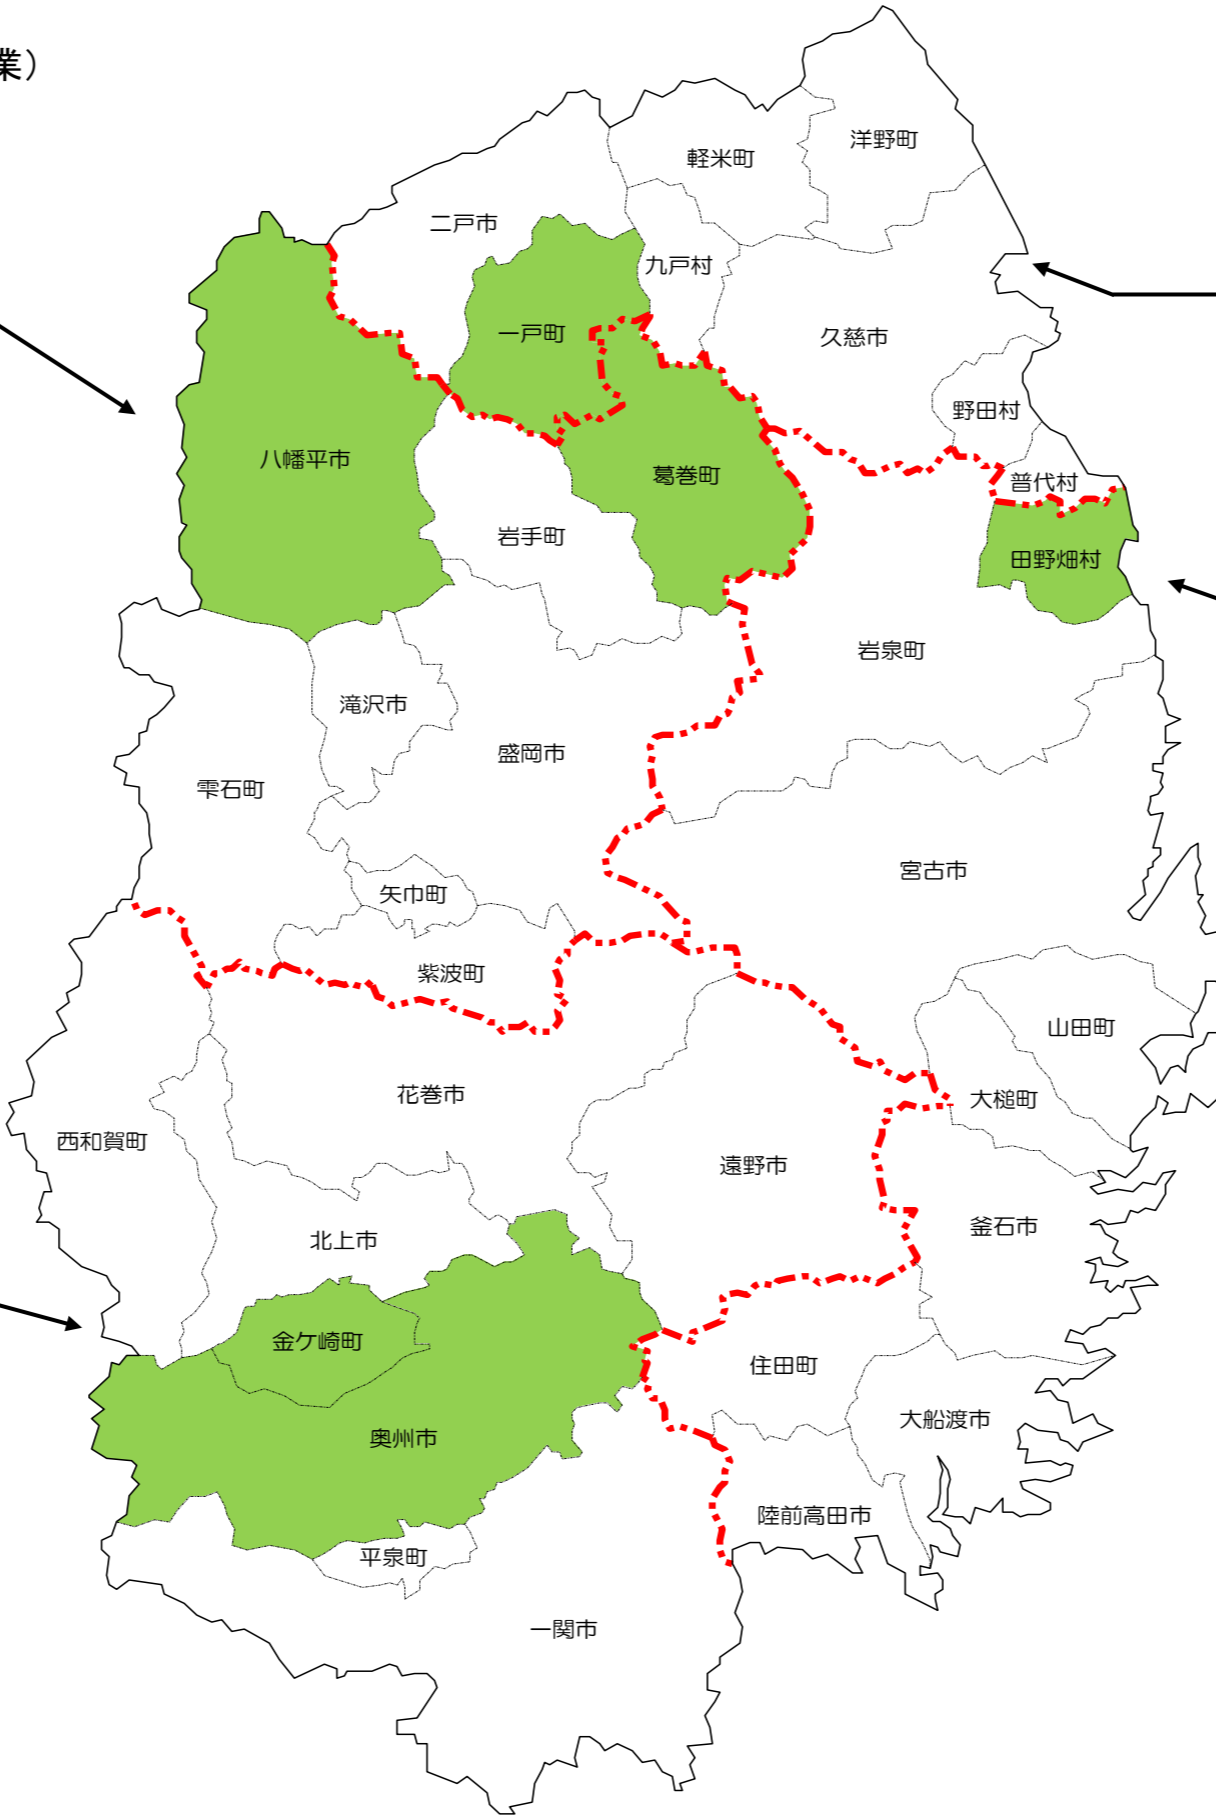 業）
洋野町
軽米町
二戸市
九戸村
一戸町
久慈市
野田村
八幡平市
葛巻町
普代村
岩手町
田野畑村
岩泉町
滝沢市
盛岡市
雫石町
宮古市
矢巾町
紫波町
山田町
花巻市
大槌町
西和賀町
遠野市
釜石市
北上市
金ケ崎町
住田町
大船渡市
奥州市
陸前高田市
平泉町
一関市